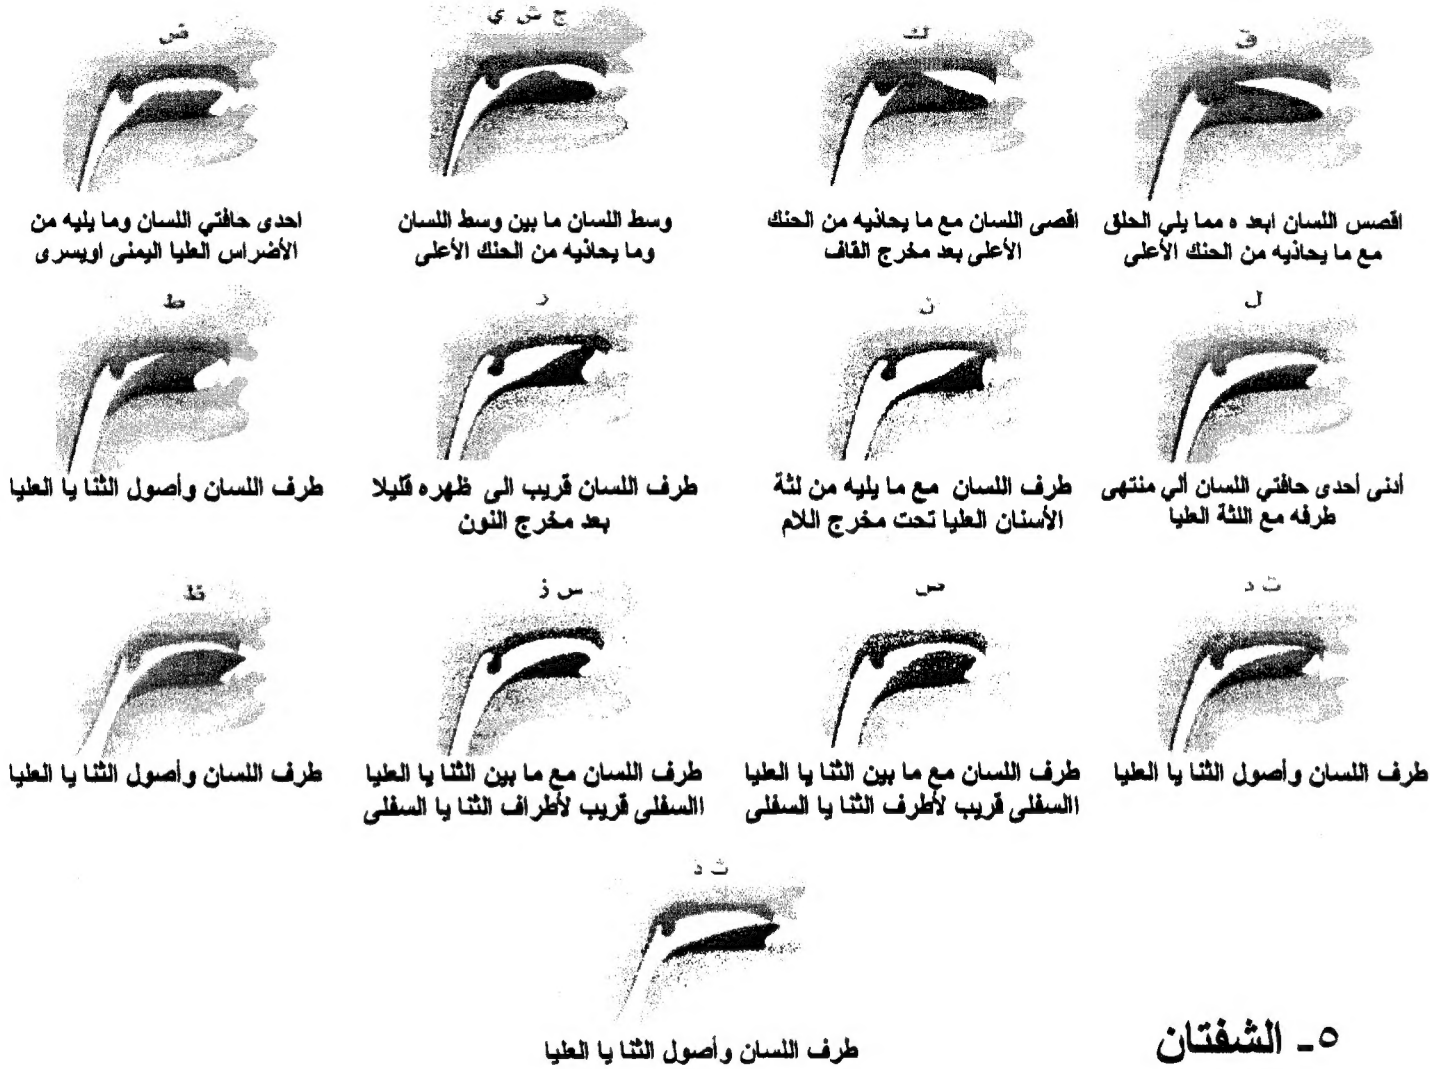 ق
اقصس اللسان ابعد ه مما يلي الحلق
مع ما يحاذيه من الحنك الأعلى
ك
اقصى اللسان مع ما يحاذيه من الحنك
الأعلى بعد مخرج القاف
ج ش ي
وسط اللسان ما بين وسط اللسان
وما يحاذيه من الحنك الأعلى
ض
احدى حافتي اللسان وما يليه من
الأضراس العليا اليمنى اويسرى
ل
أدنى أحدى حافتي اللسان ألي منتهى
طرفه مع اللثة العليا
ن
طرف اللسان مع ما يليه من لثة
الأسنان العليا تحت مخرج اللام
ر
طرف اللسان قريب الى ظهره قليلا
بعد مخرج النون
ط
طرف اللسان وأصول الثنا يا العليا
ت د
طرف اللسان وأصول الثنا يا العليا
ص
طرف اللسان مع ما بين الثنا يا العليا
االسفلى قريب لأطرف الثنا يا السفلى
س ز
طرف اللسان مع ما بين الثنا يا العليا
االسفلى قريب لأطراف الثنا يا السفلى
ظ
طرف اللسان وأصول الثنا يا العليا
ث ذ
طرف اللسان وأصول الثنا يا العليا
٥- الشفتان